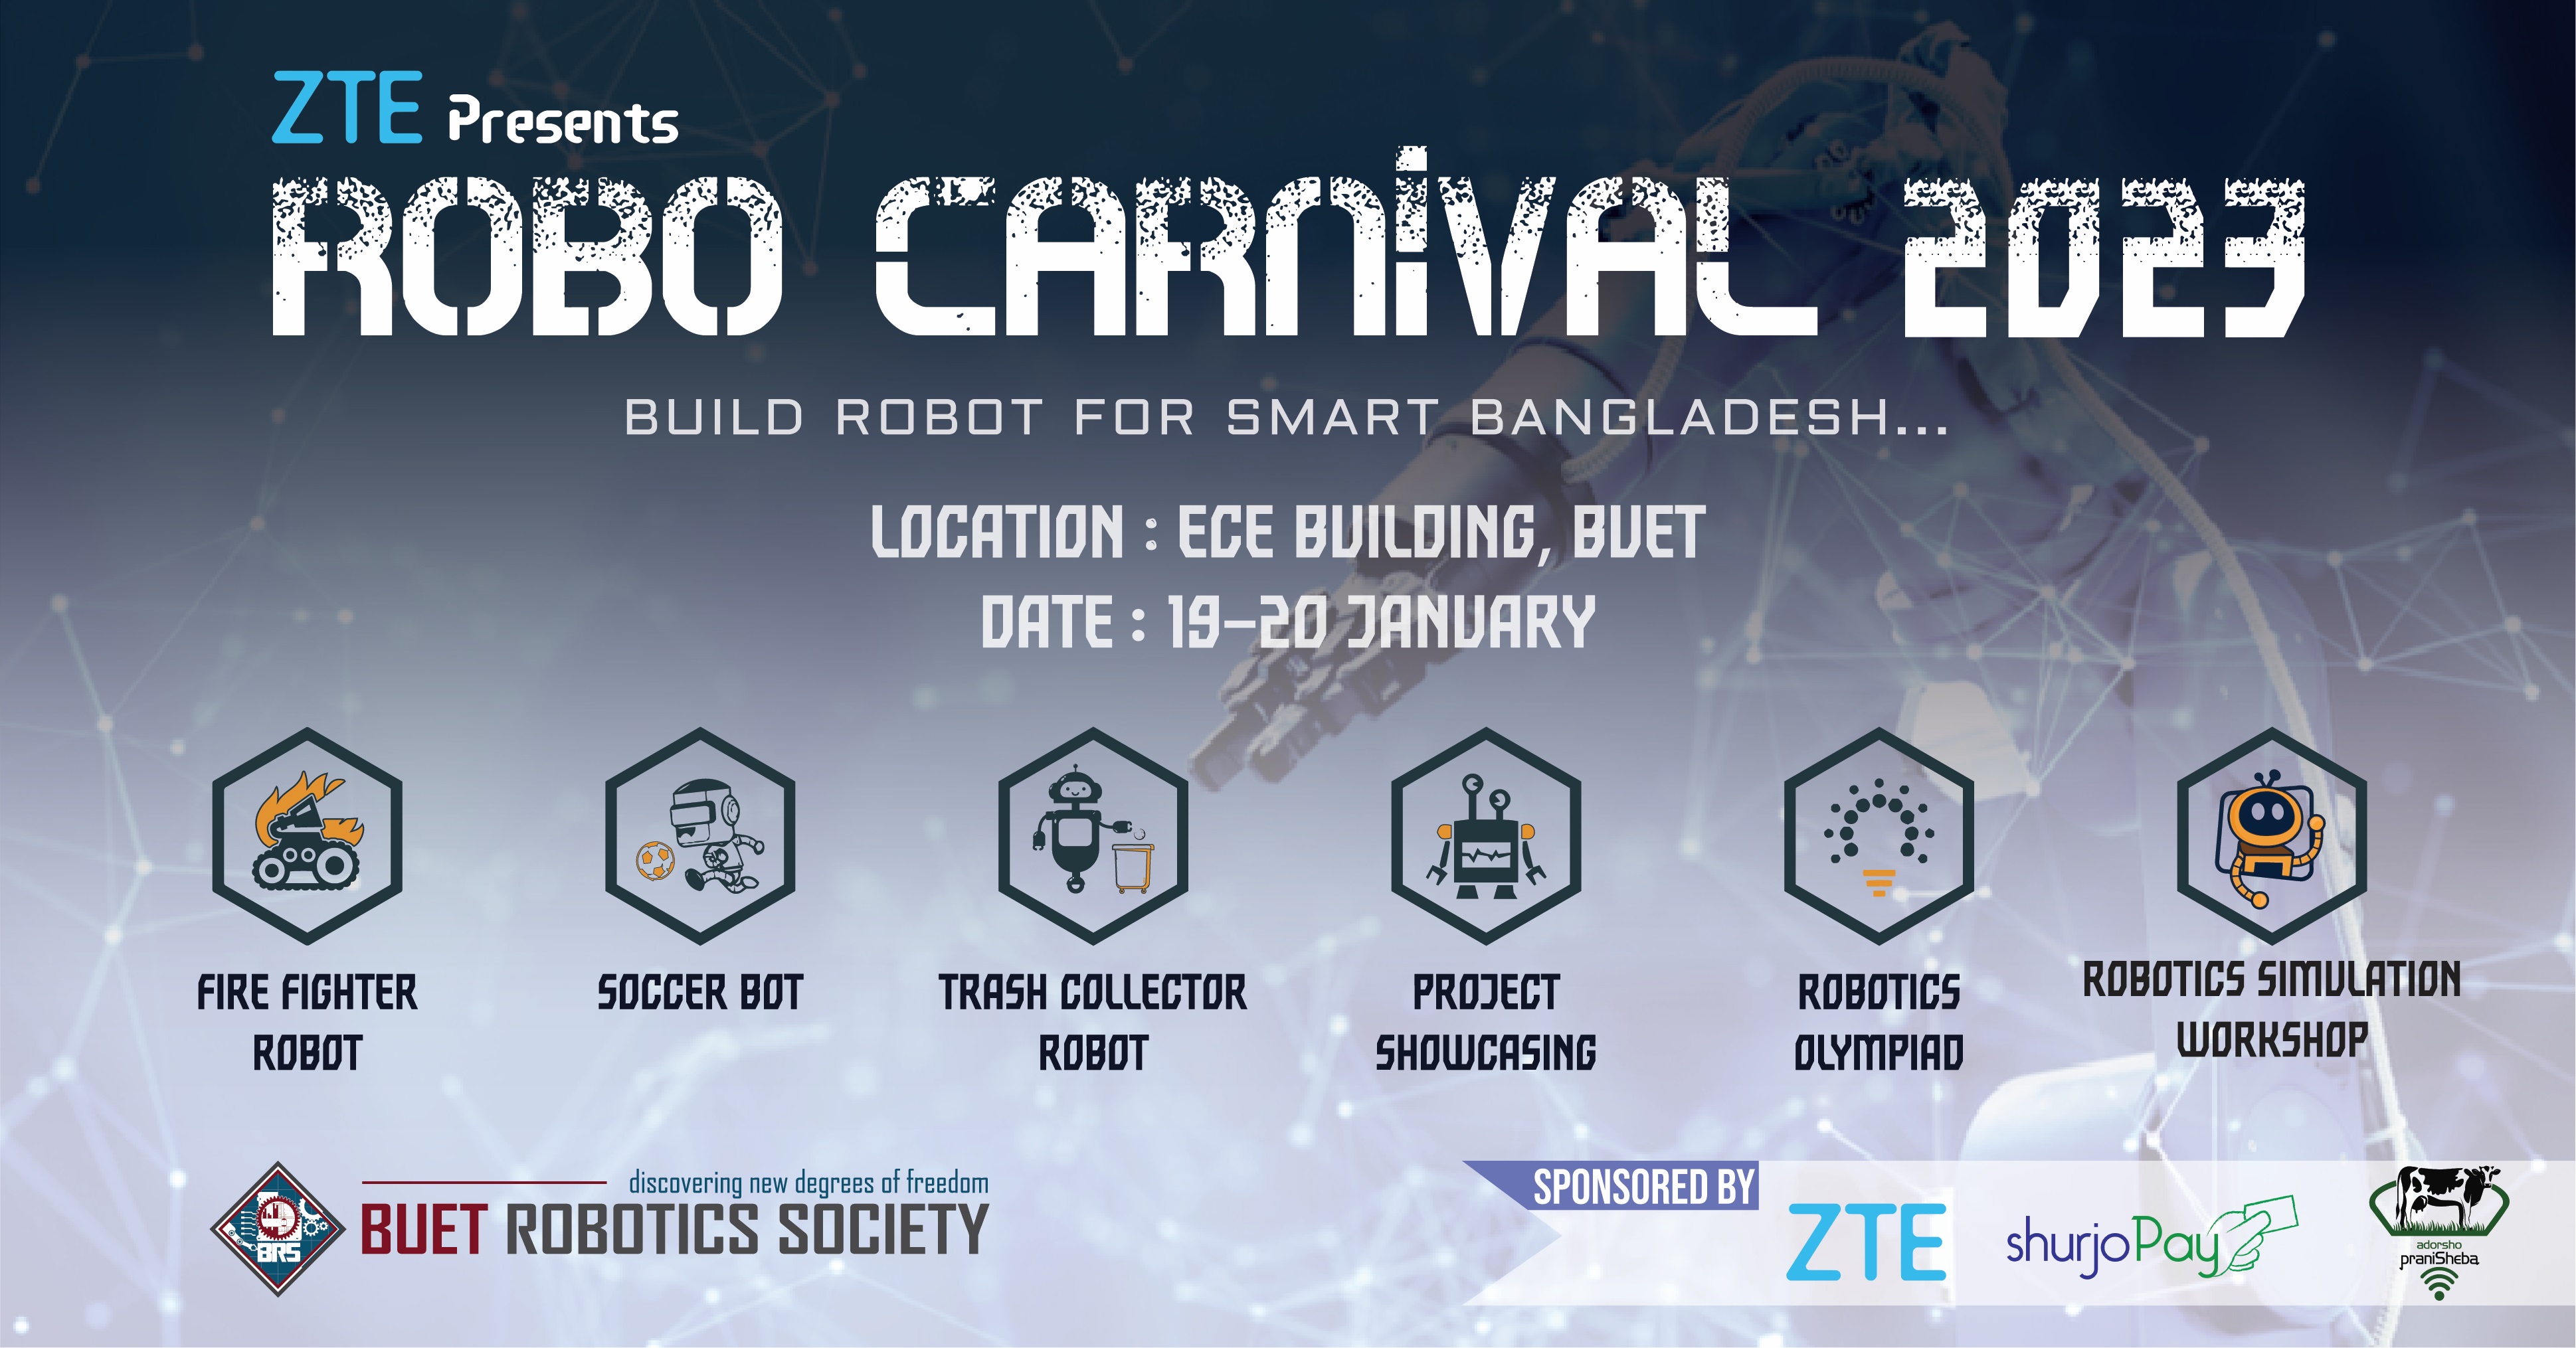 ZTE Presents
ROBO CARNIVAL 2023
BUILD ROBOT FOR SMART BANGLADESH...
LOCATION : ECE BUILDING, BUET
DATE : 19-20 JANUARY
FIRE FIGHTER
ROBOT
SOCCER BOT
TRASH COLLECTOR
ROBOT
PROJECT
SHOWCASING
ROBOTICS
OLYMPIAD
ROBOTICS SIMULATION
WORKSHOP
BRS
discovering new degrees of freedom
BUET ROBOTICS SOCIETY
SPONSORED BY
ZTE
shurjoPay
adorsho
praniSheba